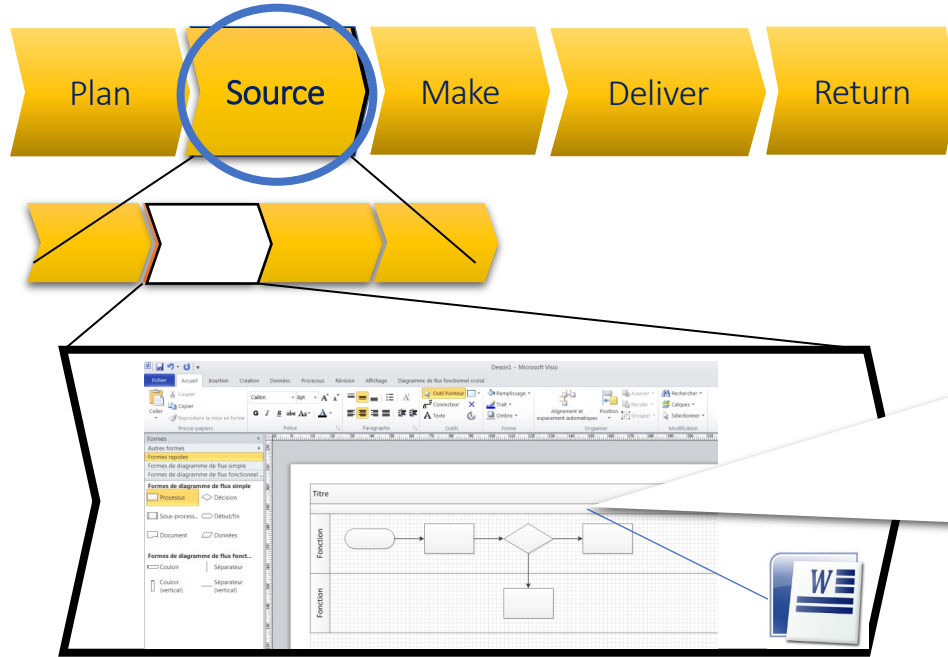 Plan
Source
Make
Deliver
Return
Dessin1 - Microsoft Visio
Fichier Accueil Insertion Création Données Processus Révision Affichage Diagramme de flux fonctionnel croisé
Couper
Copier
Reproduire la mise en forme
Coller
Presse-papiers
Calibri 8pt A A
G I S abc Aa A
Police
Paragraphe
Outil Pointeur
Connecteur
A Texte
Outils
Remplissage
Trait
Ombre
Forme
Alignement et
espacement automatiques
Position
Avancer
Reculer
Grouper
Organiser
Rechercher
Calques
Sélectionner
Modification
Formes
Autres formes
Formes rapides
Formes de diagramme de flux simple
Formes de diagramme de flux fonctionnel ...
Formes de diagramme de flux simple
Processus Décision
Sous-process... Début/fin
Document Données
Formes de diagramme de flux fonct...
Couloir Séparateur
Couloir
(vertical)
Séparateur
(vertical)
Titre
Fonction
Fonction
W